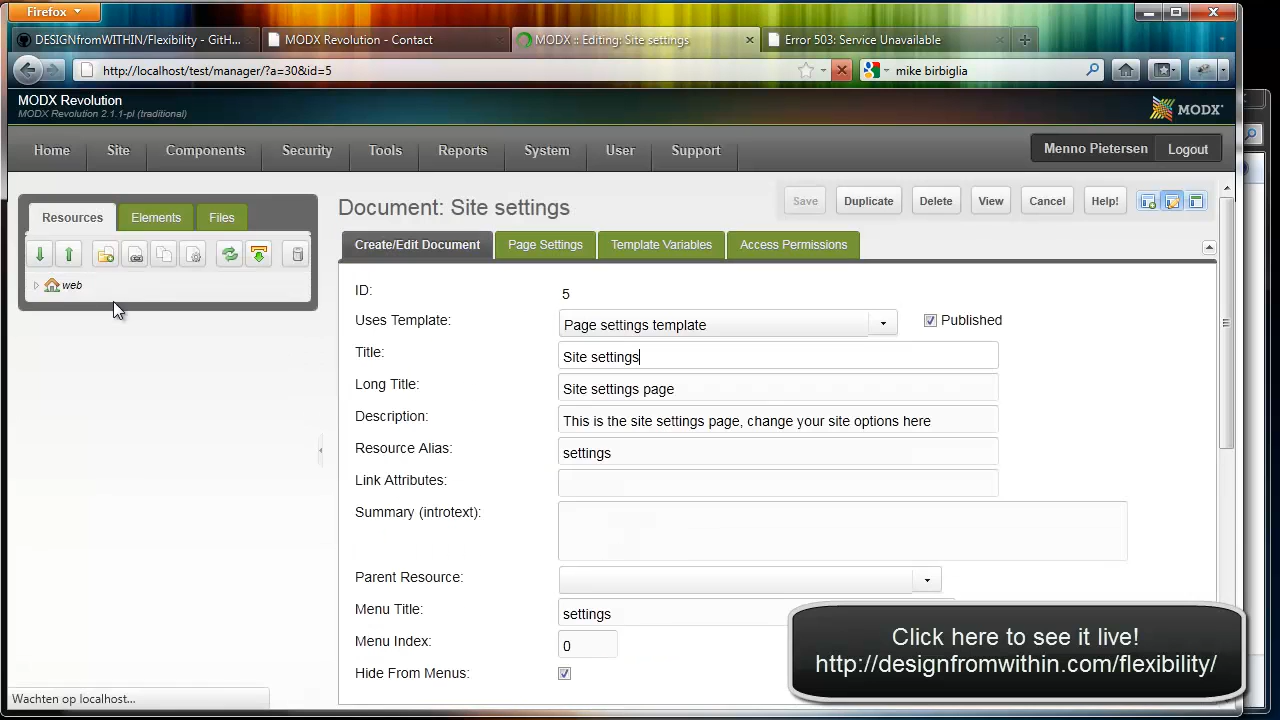 Firefox
DESIGNfromWITHIN/Flexibility - GitH...
MODX Revolution - Contact
MODX :: Editing: Site settings
Error 503: Service Unavailable
http://localhost/test/manager/?a=30&id=5
mike birbiglia
MODX Revolution
MODX Revolution 2.1.1-pl (traditional)
MODX
Home
Site
Components
Security
Tools
Reports
System
User
Support
Menno Pietersen
Logout
Resources
Elements
Files
web
Document: Site settings
Save
Duplicate
Delete
View
Cancel
Help!
Create/Edit Document
Page Settings
Template Variables
Access Permissions
ID:
5
Uses Template:
Page settings template
Published
Title:
Site settings
Long Title:
Site settings page
Description:
This is the site settings page, change your site options here
Resource Alias:
settings
Link Attributes:
Summary (introtext):
Parent Resource:
Menu Title:
settings
Menu Index:
0
Hide From Menus:
Click here to see it live!
http://designfromwithin.com/flexibility/
Wachten op localhost...